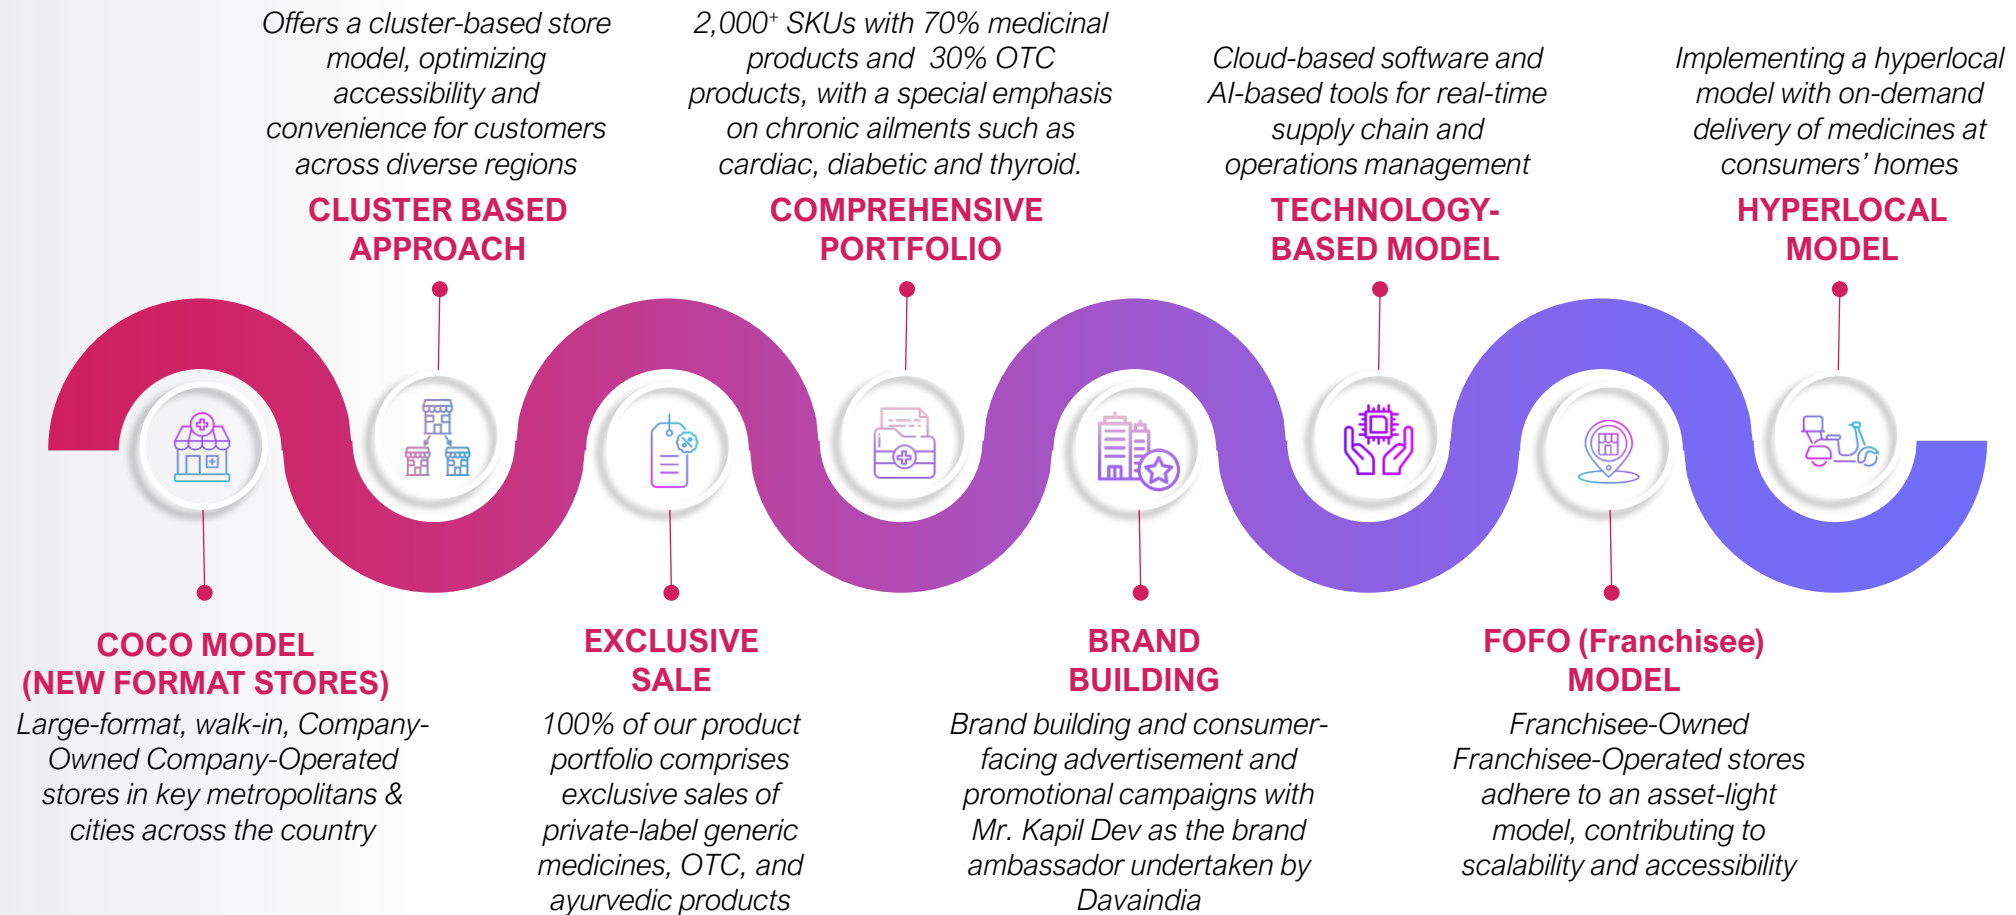 Offers a cluster-based store
model, optimizing
accessibility and
convenience for customers
across diverse regions
CLUSTER BASED
APPROACH
2,000+ SKUs with 70% medicinal
products and 30% OTC
products, with a special emphasis
on chronic ailments such as
cardiac, diabetic and thyroid.
COMPREHENSIVE
PORTFOLIO
Cloud-based software and
AI-based tools for real-time
supply chain and
operations management
TECHNOLOGY-
BASED MODEL
Implementing a hyperlocal
model with on-demand
delivery of medicines at
consumers' homes
HYPERLOCAL
MODEL
COCO MODEL
(NEW FORMAT STORES)
Large-format, walk-in, Company-
Owned Company-Operated
stores in key metropolitans &
cities across the country
EXCLUSIVE
SALE
100% of our product
portfolio comprises
exclusive sales of
private-label generic
medicines, OTC, and
ayurvedic products
BRAND
BUILDING
Brand building and consumer-
facing advertisement and
promotional campaigns with
Mr. Kapil Dev as the brand
ambassador undertaken by
Davaindia
FOFO (Franchisee)
MODEL
Franchisee-Owned
Franchisee-Operated stores
adhere to an asset-light
model, contributing to
scalability and accessibility